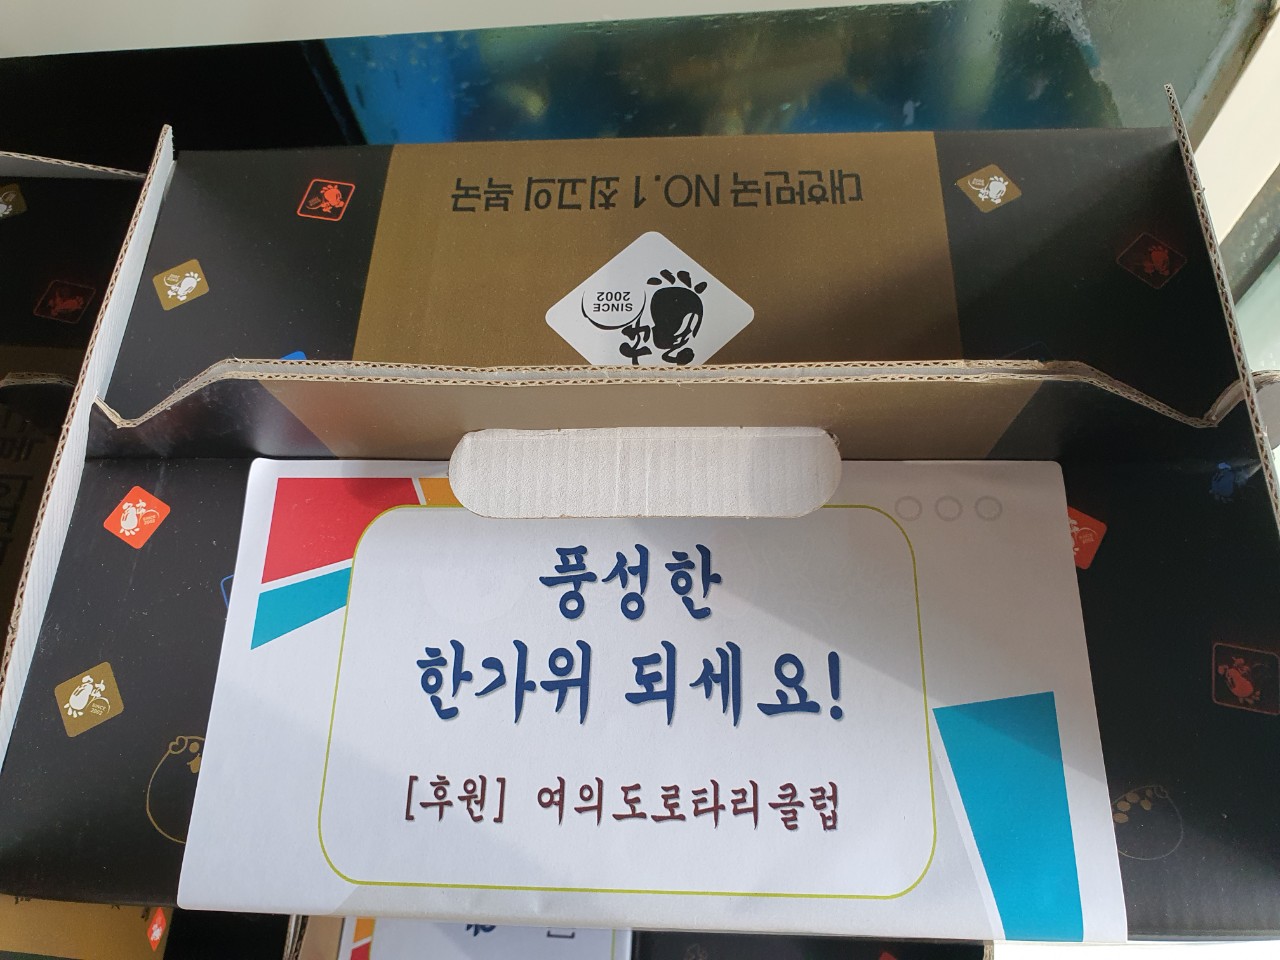 대한민국 NO.1 최고의 복국
SINCE
2002
풍성한
한가위 되세요!
[후원] 여의도로타리클럽